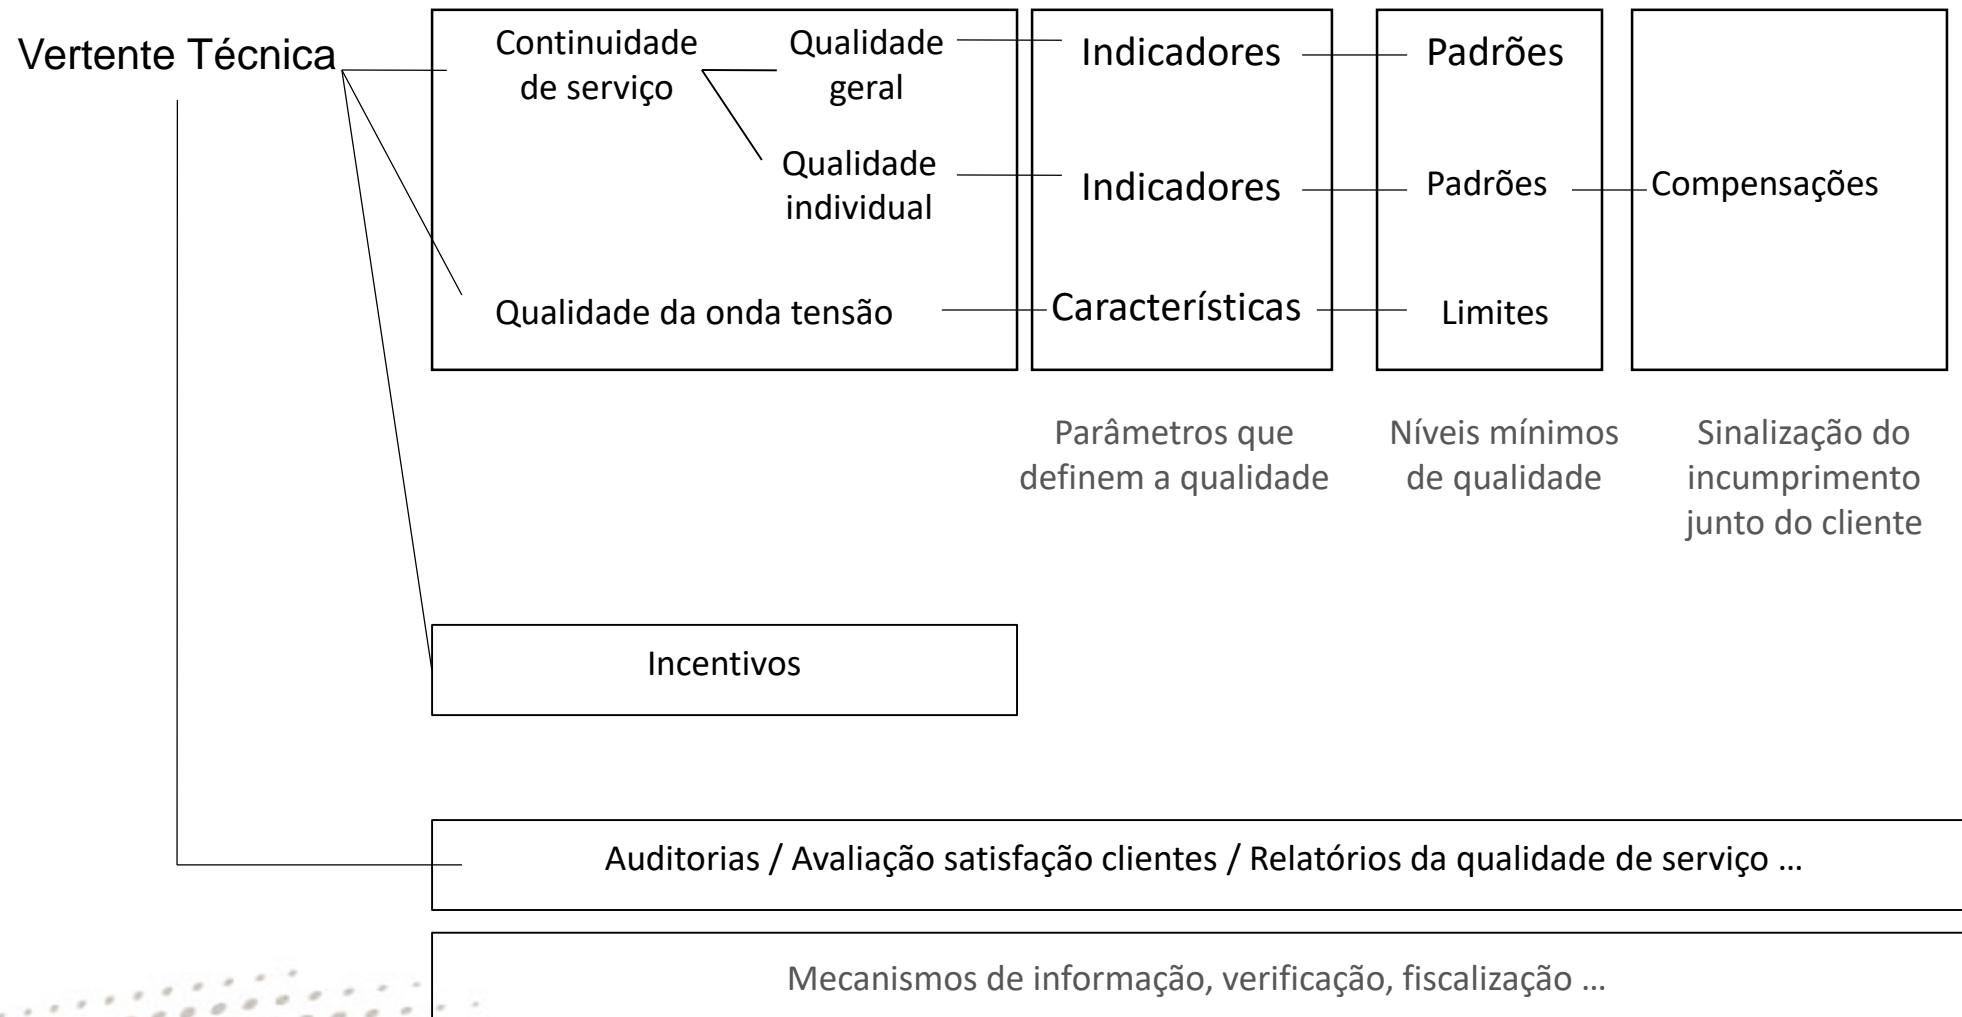 Vertente Técnica
Continuidade
de serviço
Qualidade
geral
Indicadores
Padrões
Qualidade
individual
Indicadores
Padrões
Compensações
Qualidade da onda tensão
Características
Limites
Parâmetros que
definem a qualidade
Níveis mínimos
de qualidade
Sinalização do
incumprimento
junto do cliente
Incentivos
Auditorias / Avaliação satisfação clientes / Relatórios da qualidade de serviço …
Mecanismos de informação, verificação, fiscalização …